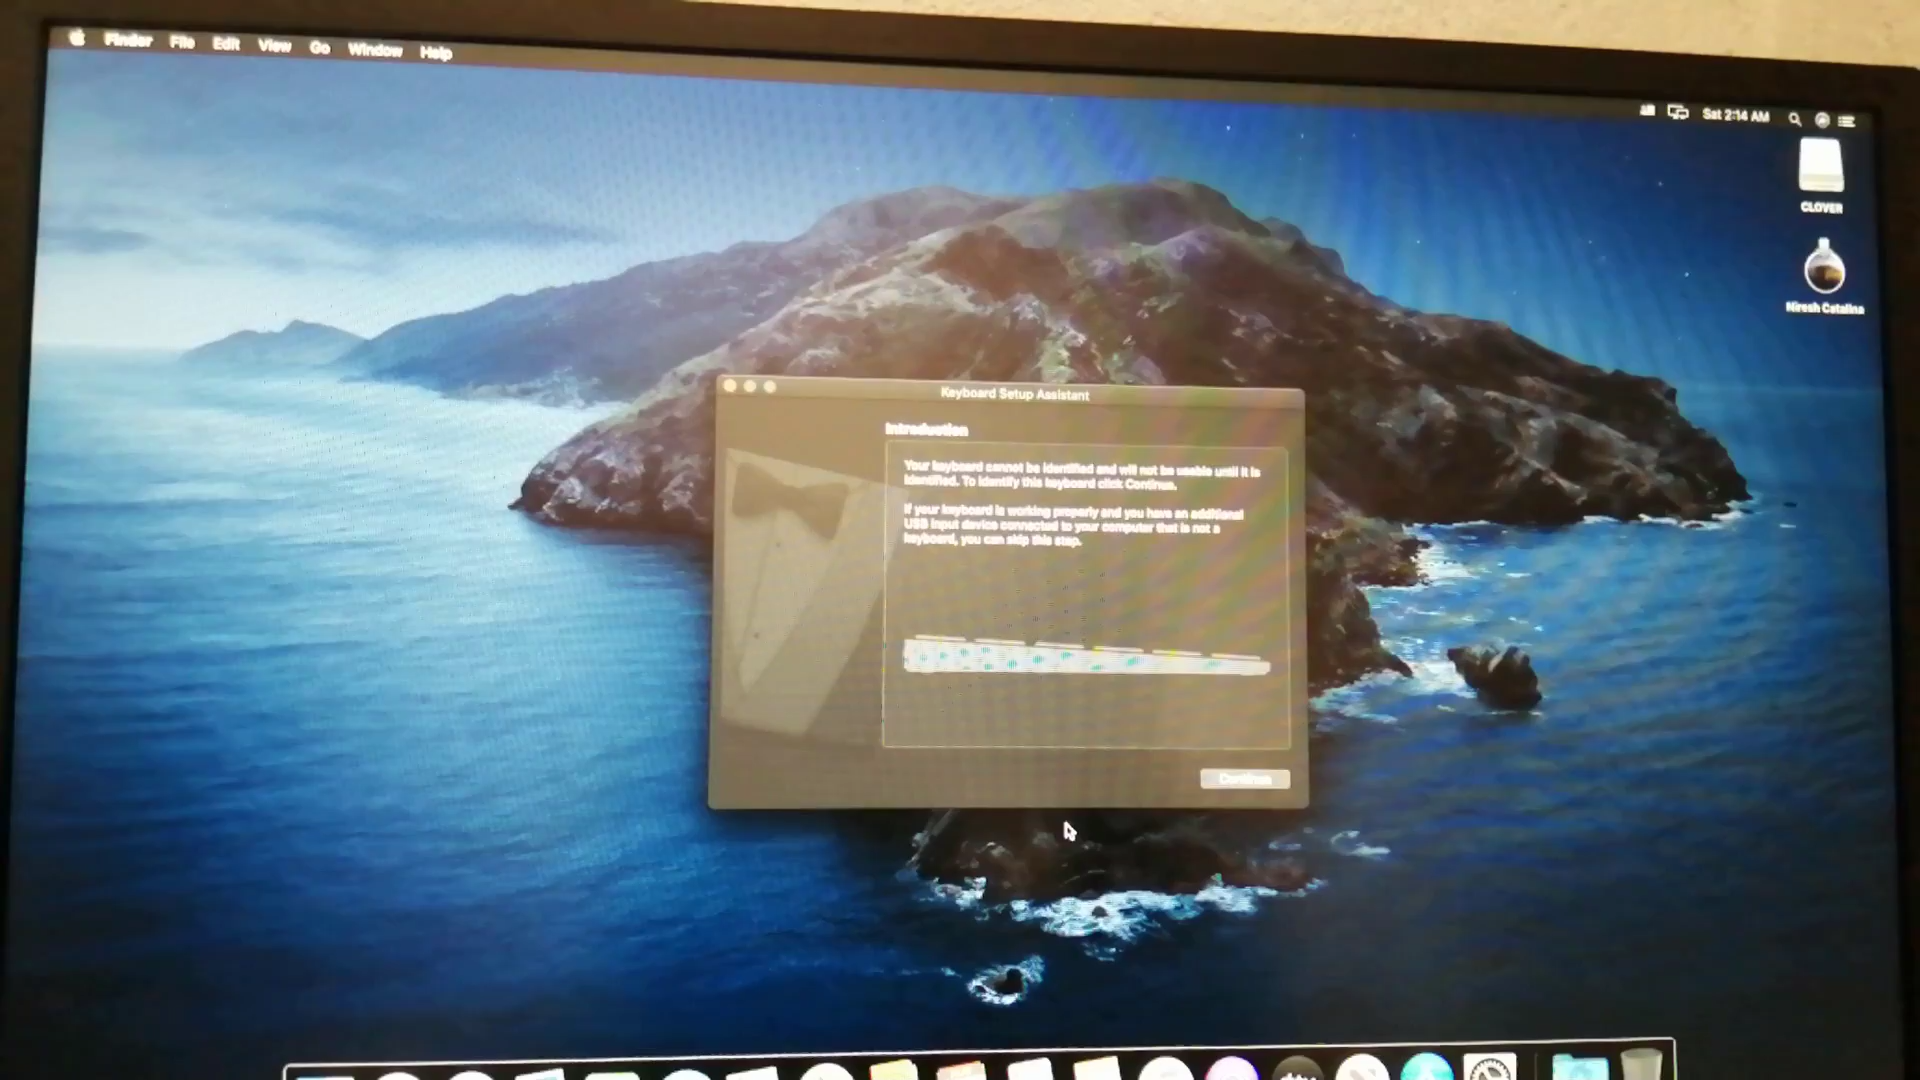 Finder File Edit View Go Window Help
Sat 2:14 AM
CLOVER
Niresh Catalina
Keyboard Setup Assistant
Introduction
Your keyboard cannot be identified and will not be usable until it is
identified. To identify this keyboard click Continue.
If your keyboard is working properly and you have an additional
USB input device connected to your computer that is not a
keyboard, you can skip this step.
Continue